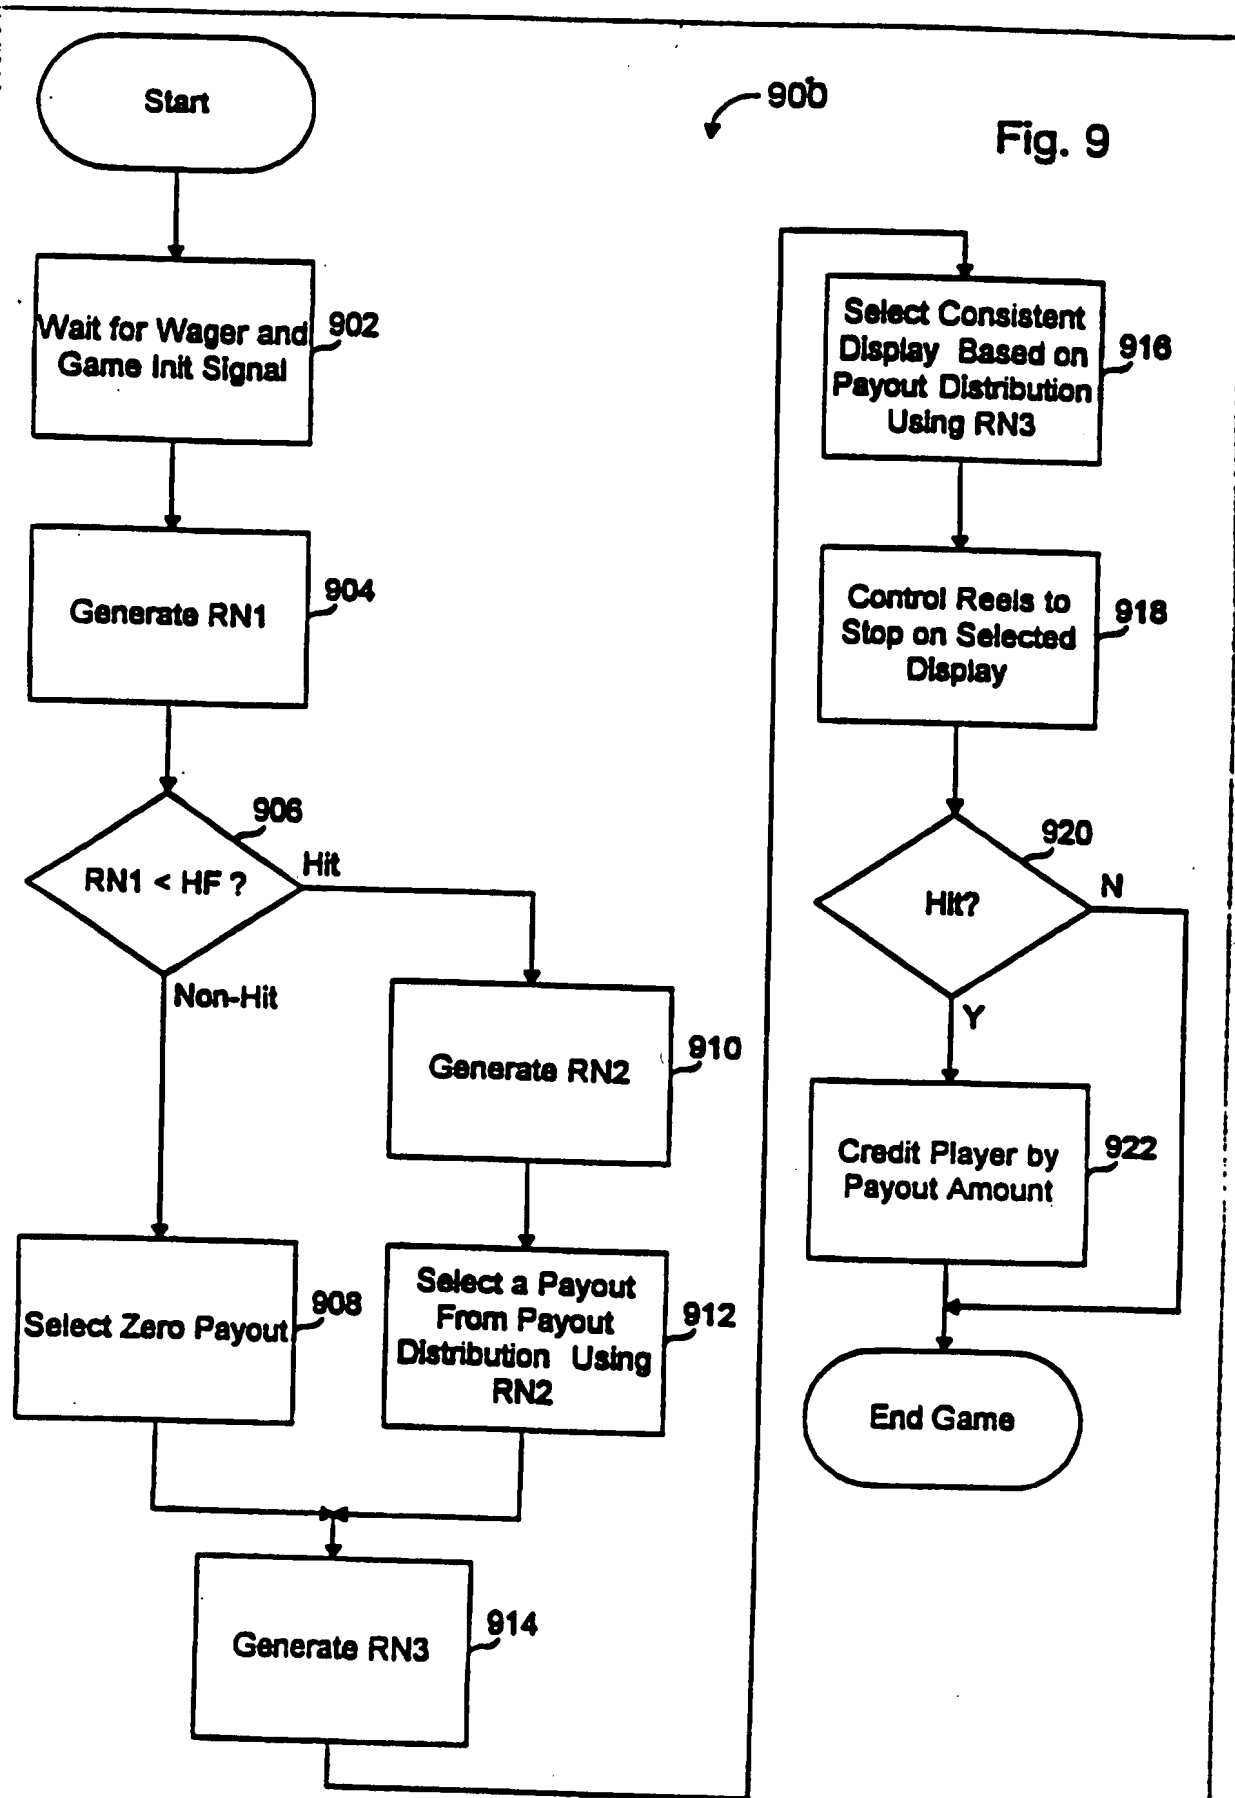 Start
900
Fig. 9
Wait for Wager and
Game Init Signal
902
Generate RN1
904
RN1 < HF ?
906
Hit
Non-Hit
Generate RN2
910
Select Zero Payout
908
Select a Payout
From Payout
Distribution Using
RN2
912
Generate RN3
914
Select Consistent
Display Based on
Payout Distribution
Using RN3
916
Control Reels to
Stop on Selected
Display
918
Hit?
920
N
Y
Credit Player by
Payout Amount
922
End Game